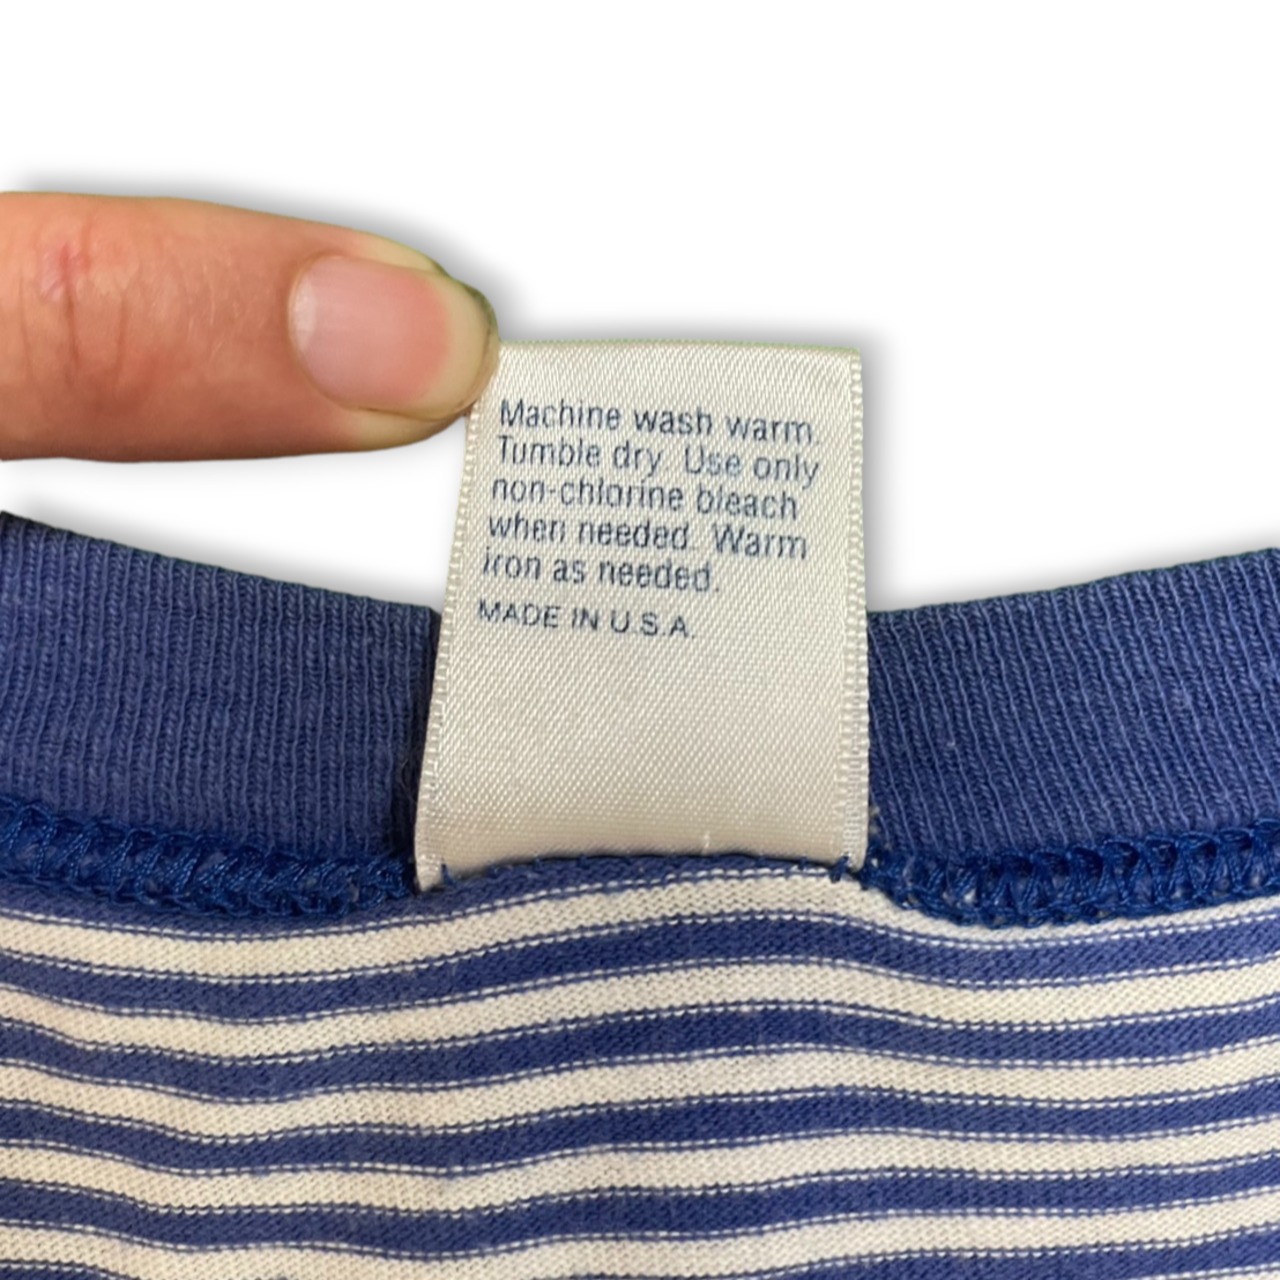 Machine wash warm.
Tumble dry. Use only
non-chlorine bleach
when needed. Warm
iron as needed.
MADE IN U.S.A.